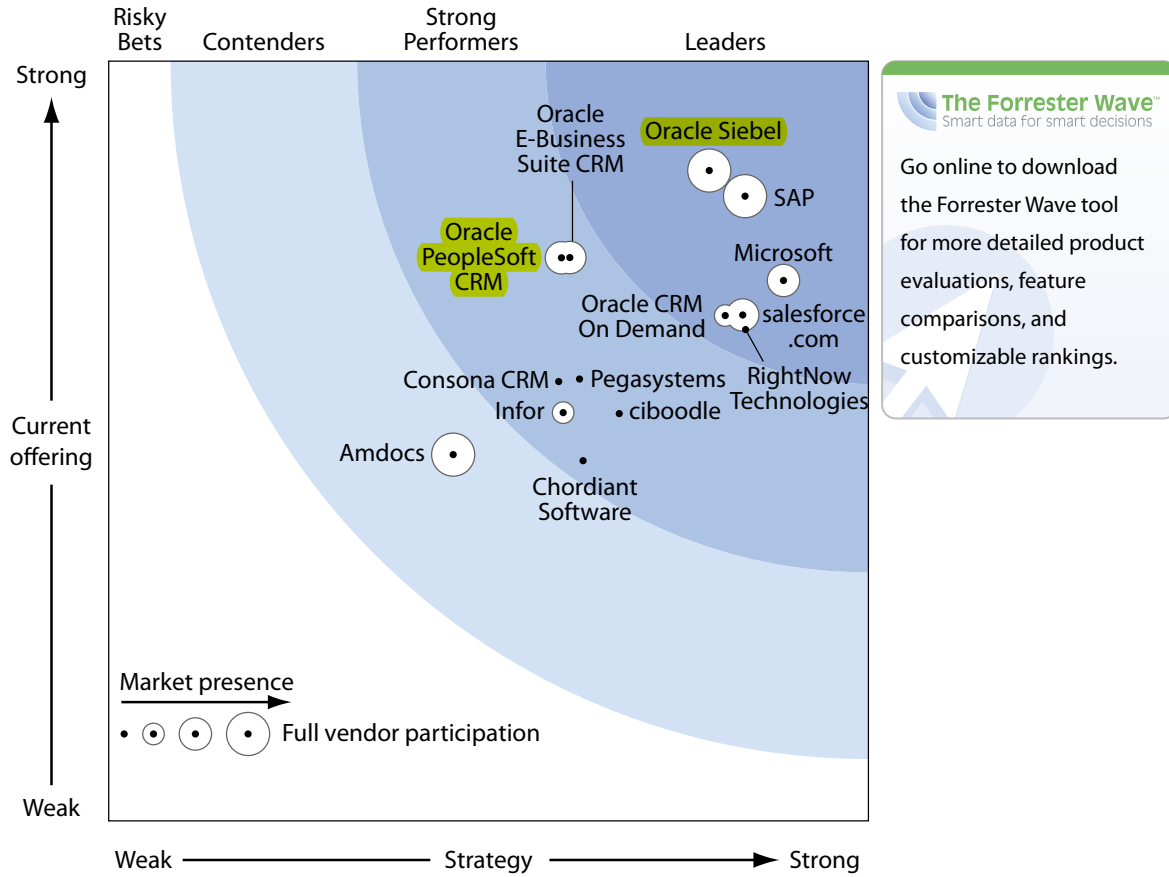 Risky
Bets
Contenders
Strong
Performers
Leaders
Strong
Current
offering
Weak
Oracle
E-Business
Suite CRM
Oracle Siebel
SAP
Oracle
PeopleSoft
CRM
Microsoft
Oracle CRM
On Demand
salesforce
.com
RightNow
Technologies
Consona CRM
Pegasystems
Infor
ciboodle
Amdocs
Chordiant
Software
Market presence
Full vendor participation
Weak
Strategy
Strong
The Forrester Wave™
Smart data for smart decisions
Go online to download
the Forrester Wave tool
for more detailed product
evaluations, feature
comparisons, and
customizable rankings.